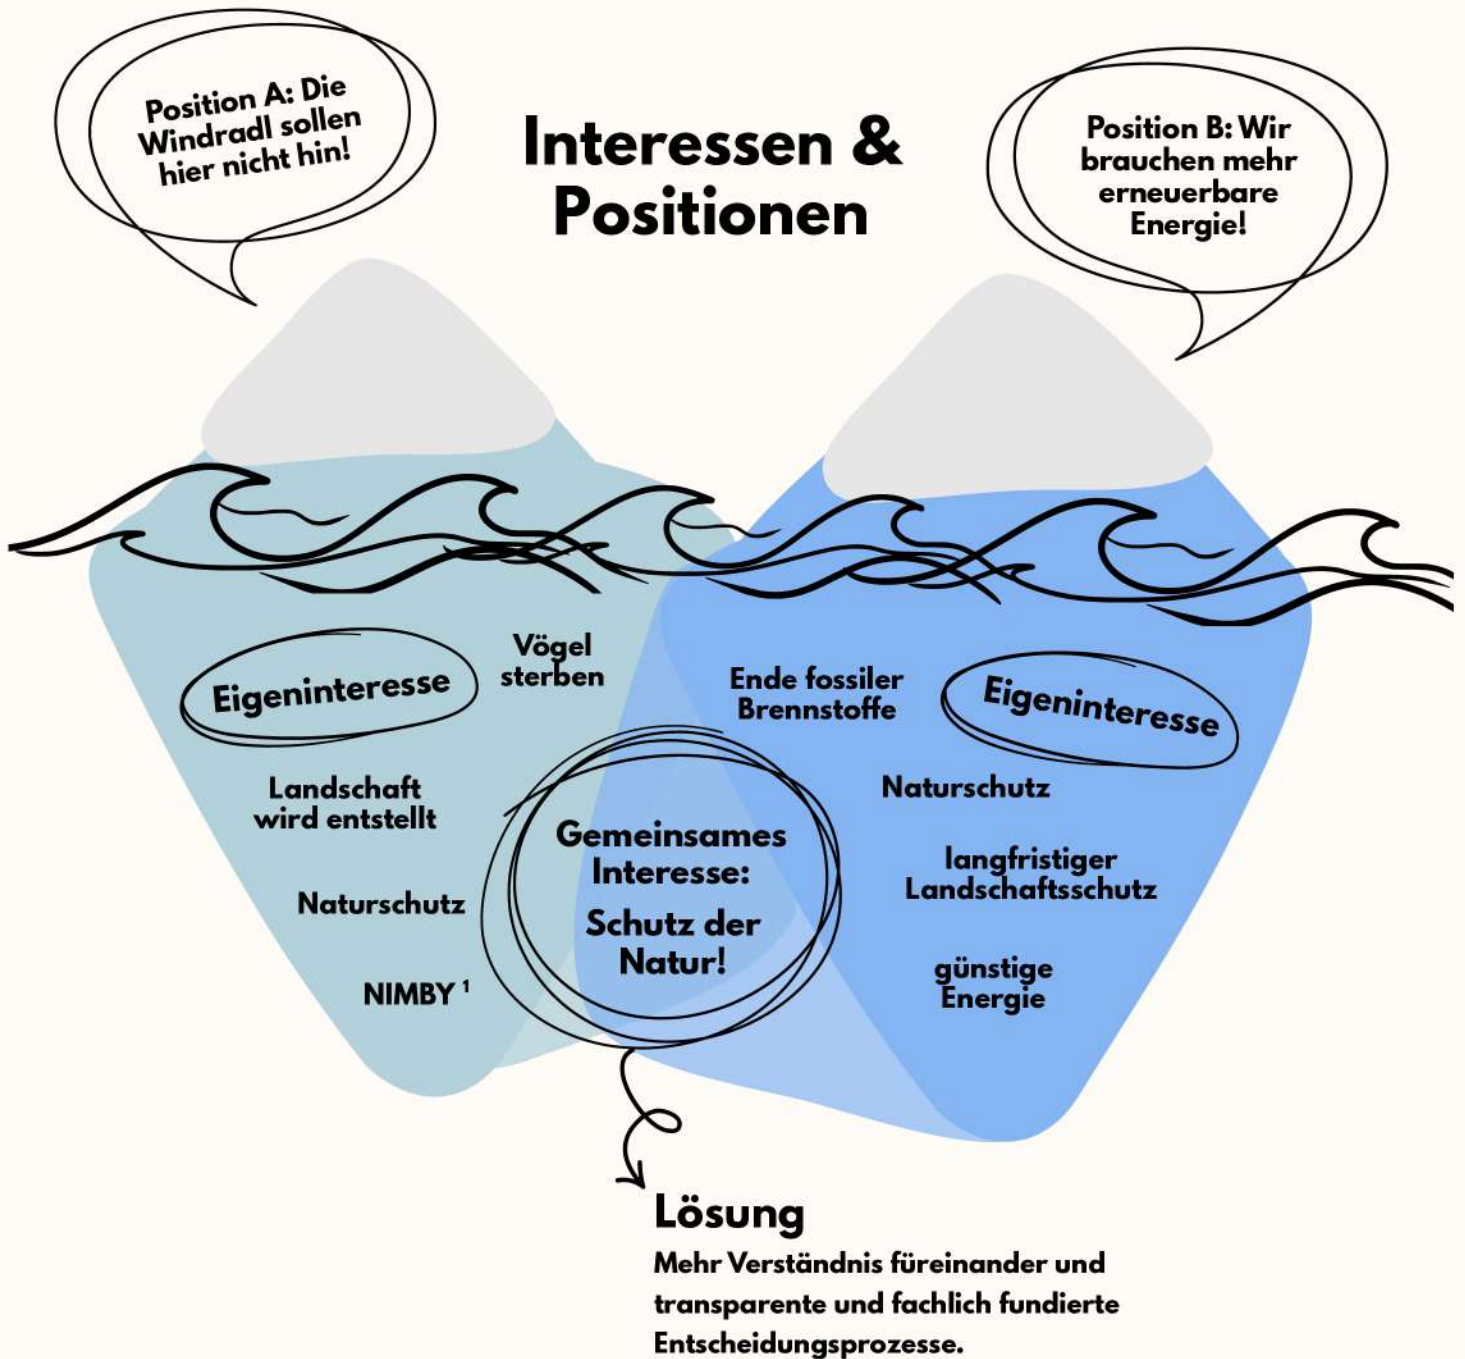 Position A: Die
Windradl sollen
hier nicht hin!
Interessen &
Positionen
Position B: Wir
brauchen mehr
erneuerbare
Energie!
Eigeninteresse
Vögel
sterben
Landschaft
wird entstellt
Naturschutz
NIMBY ¹
Gemeinsames
Interesse:
Schutz der
Natur!
Ende fossiler
Brennstoffe
Eigeninteresse
Naturschutz
langfristiger
Landschaftsschutz
günstige
Energie
Lösung
Mehr Verständnis füreinander und
transparente und fachlich fundierte
Entscheidungsprozesse.